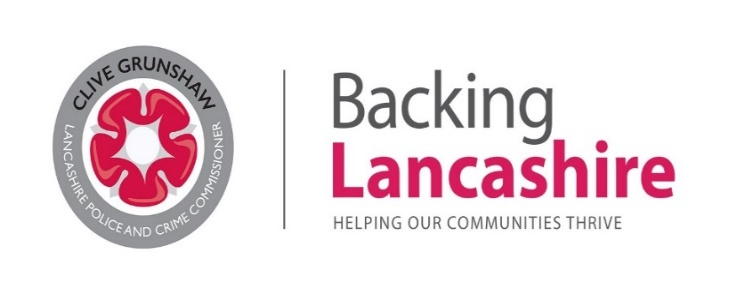 CLIVE GRUNSHAW
LANCASHIRE POLICE AND CRIME COMMISSIONER
Backing
Lancashire
HELPING OUR COMMUNITIES THRIVE